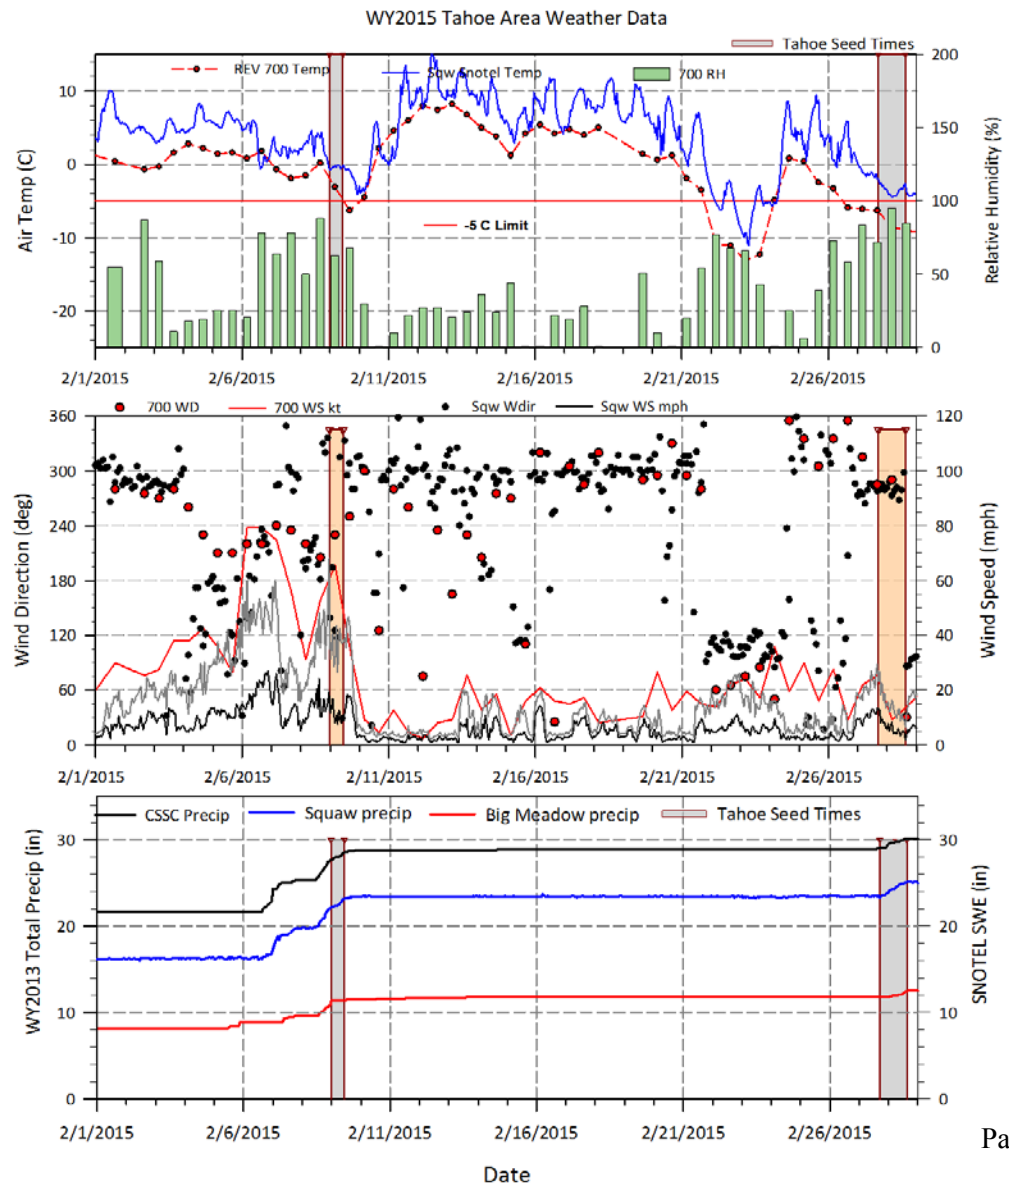 WY2015 Tahoe Area Weather Data
Tahoe Seed Times
REV 700 Temp Sqw Snotel Temp 700 RH
Air Temp (C)
10
0
-10
-20
-5 C Limit
200
150
100
50
0
Relative Humidity (%)
2/1/2015 2/6/2015 2/11/2015 2/16/2015 2/21/2015 2/26/2015
700 WD 700 WS kt Sqw Wdir Sqw WS mph
Wind Direction (deg)
360
300
240
180
120
60
0
120
100
80
60
40
20
0
Wind Speed (mph)
2/1/2015 2/6/2015 2/11/2015 2/16/2015 2/21/2015 2/26/2015
CSSC Precip Squaw precip Big Meadow precip Tahoe Seed Times
WY2013 Total Precip (in)
30
20
10
0
30
20
10
0
SNOTEL SWE (in)
2/1/2015 2/6/2015 2/11/2015 2/16/2015 2/21/2015 2/26/2015
Pa
Date